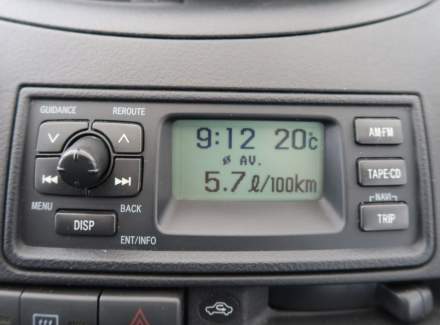 GUIDANCE REROUTE
9:12 20°C
ø AV.
5.7ℓ/100km
AM•FM
TAPE•CD
MENU BACK
DISP
ENT/INFO
NAVI
TRIP